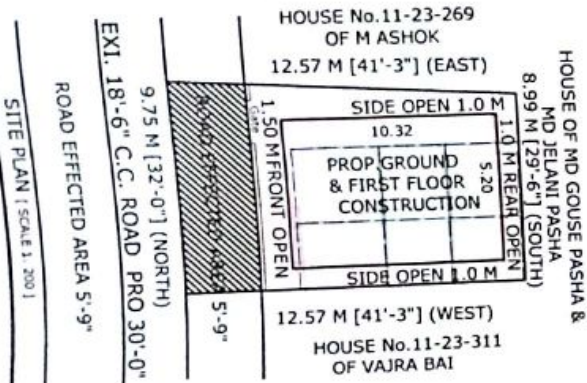 HOUSE No.11-23-269
OF M ASHOK
12.57 M [41'-3"] (EAST)
HOUSE OF MD GOUSE PASHA &
MD JELANI PASHA
8.99 M [29'-6"] (SOUTH)
SIDE OPEN 1.0 M
10.32
5.20
1.0 M REAR OPEN
PROP.GROUND
& FIRST FLOOR
CONSTRUCTION
1.50 M FRONT OPEN
Gate
SIDE OPEN 1.0 M
ROAD EFFECTED AREA 5'-9"
9.75 M [32'-0"] (NORTH)
EXI. 18'-6" C.C. ROAD PRO 30'-0"
ROAD EFFECTED AREA 5'-9"
SITE PLAN ( SCALE 1: 200 )
12.57 M [41'-3"] (WEST)
HOUSE No.11-23-311
OF VAJRA BAI